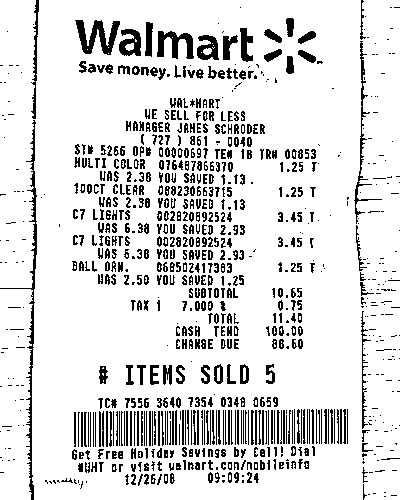 Walmart
Save money. Live better.
WAL*MART
WE SELL FOR LESS
MANAGER JAMES SCHRODER
( 727 ) 861 - 0040
ST# 5266 OP# 00000697 TE# 18 TR# 00853
MULTI COLOR 076487866370 1.25 T
WAS 2.38 YOU SAVED 1.13
100CT CLEAR 088230663715 1.25 T
WAS 2.38 YOU SAVED 1.13
C7 LIGHTS 002820892524 3.45 T
WAS 6.38 YOU SAVED 2.93
C7 LIGHTS 002820892524 3.45 T
WAS 6.38 YOU SAVED 2.93
BALL ORN. 068502417383 1.25 T
WAS 2.50 YOU SAVED 1.25
SUBTOTAL 10.65
TAX 1 7.000 % 0.75
TOTAL 11.40
CASH TEND 100.00
CHANGE DUE 88.60
# ITEMS SOLD 5
TC# 7556 3640 7354 0348 0659
Get Free Holiday Savings by Cell! Dial
#WMT or visit walmart.com/mobileinfo
12/26/08 09:09:24